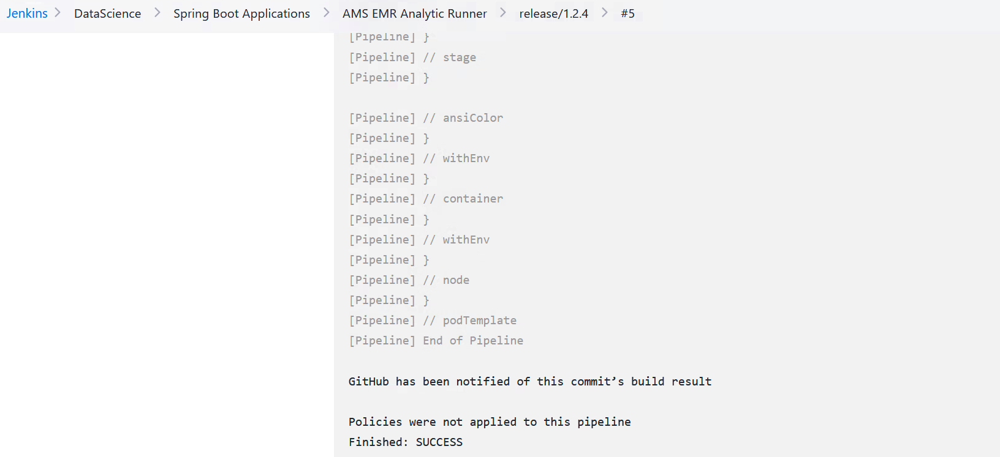 Jenkins > DataScience > Spring Boot Applications > AMS EMR Analytic Runner > release/1.2.4 > #5
[Pipeline] }
[Pipeline] // stage
[Pipeline] }
[Pipeline] // ansiColor
[Pipeline] }
[Pipeline] // withEnv
[Pipeline] }
[Pipeline] // container
[Pipeline] }
[Pipeline] // withEnv
[Pipeline] }
[Pipeline] // node
[Pipeline] }
[Pipeline] // podTemplate
[Pipeline] End of Pipeline
GitHub has been notified of this commit’s build result
Policies were not applied to this pipeline
Finished: SUCCESS